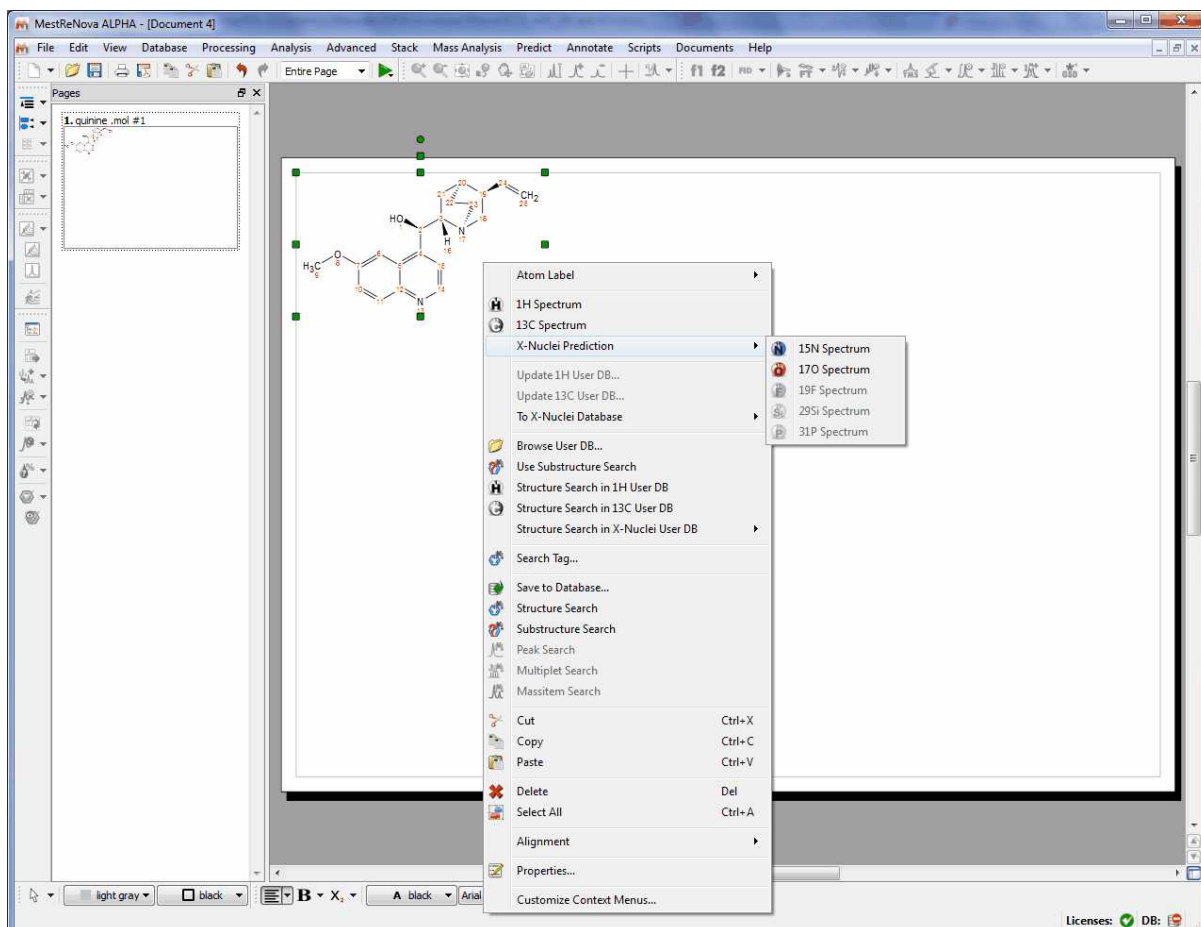 MestReNova ALPHA - [Document 4]
File Edit View Database Processing Analysis Advanced Stack Mass Analysis Predict Annotate Scripts Documents Help
Entire Page
f1 f2
Pages
1. quinine .mol #1
CH2
HO
N
H
H3C
O
N
Atom Label
1H Spectrum
13C Spectrum
X-Nuclei Prediction
15N Spectrum
17O Spectrum
19F Spectrum
29Si Spectrum
31P Spectrum
Update 1H User DB...
Update 13C User DB...
To X-Nuclei Database
Browse User DB...
Use Substructure Search
Structure Search in 1H User DB
Structure Search in 13C User DB
Structure Search in X-Nuclei User DB
Search Tag...
Save to Database...
Structure Search
Substructure Search
Peak Search
Multiplet Search
Massitem Search
Cut Ctrl+X
Copy Ctrl+C
Paste Ctrl+V
Delete Del
Select All Ctrl+A
Alignment
Properties...
Customize Context Menus...
light gray black B X2 A black Arial
Licenses: DB: